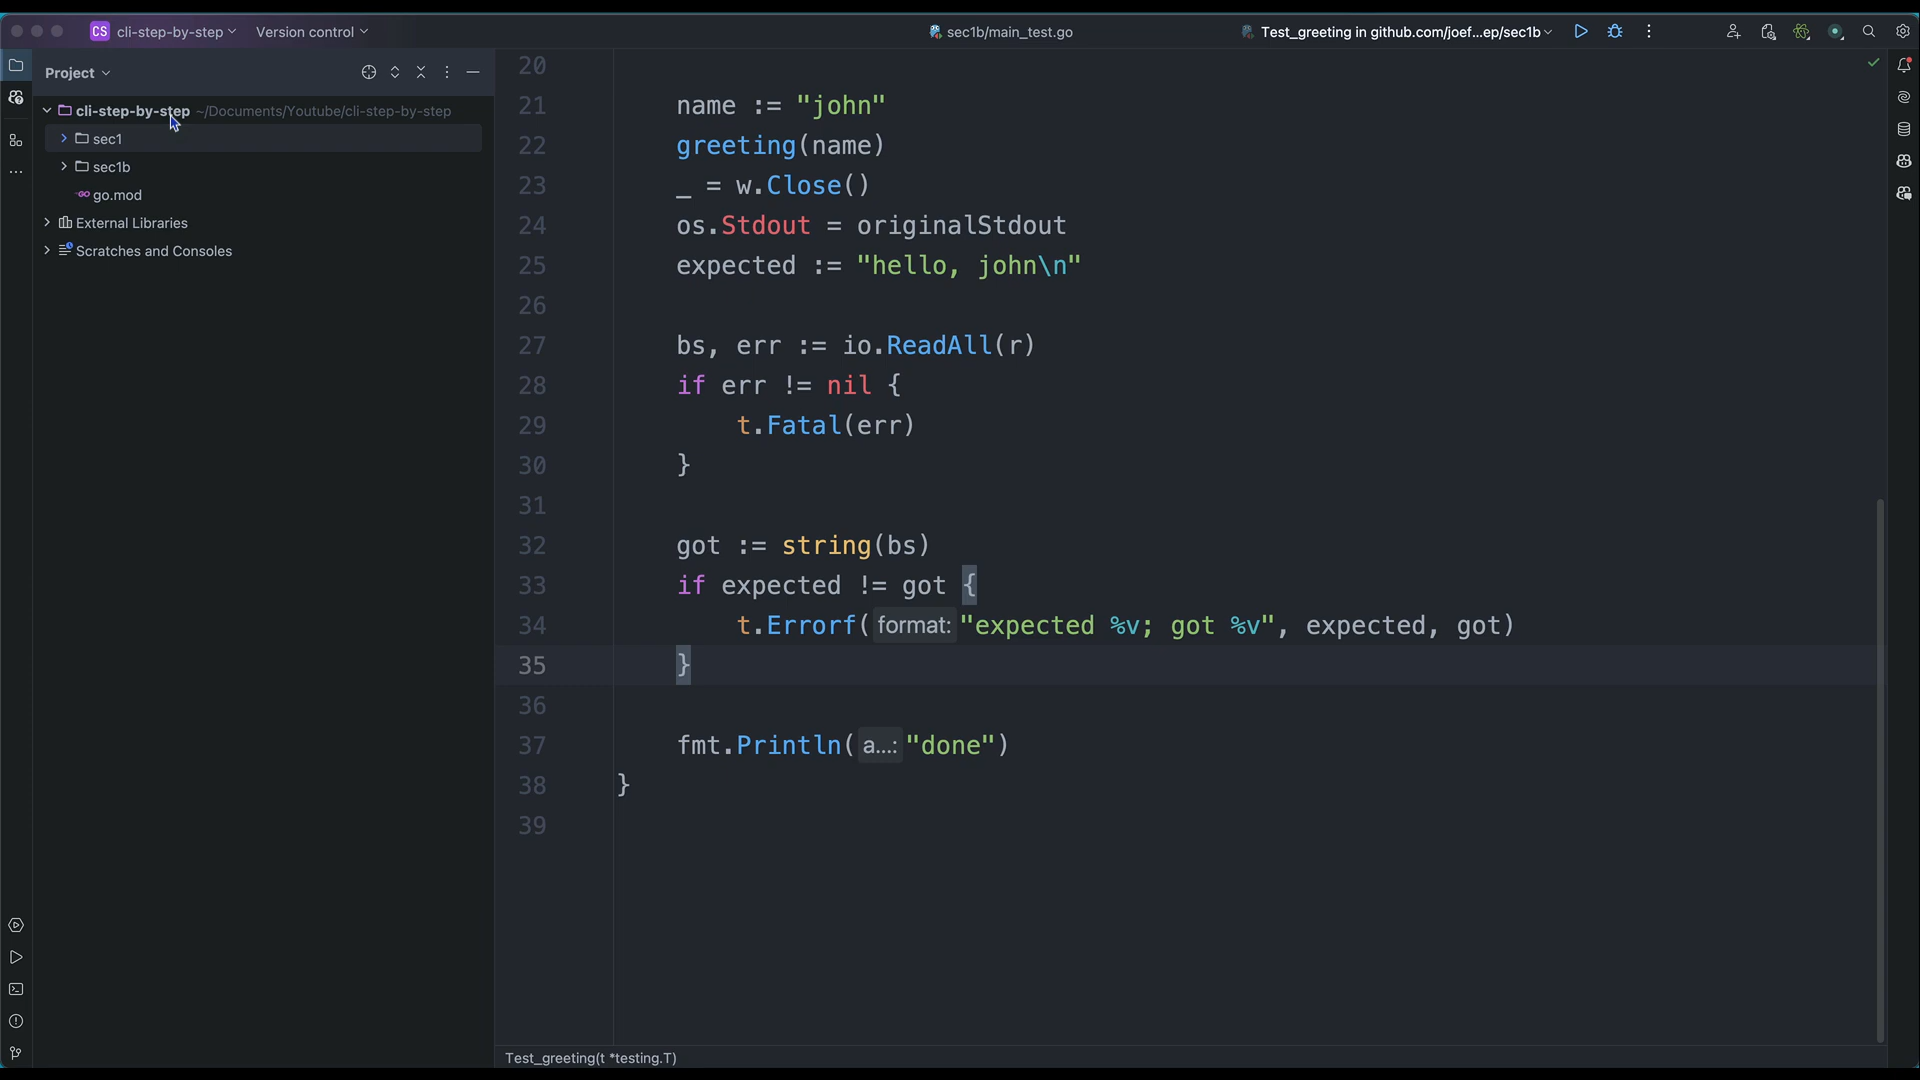 CS cli-step-by-step Version control sec1b/main_test.go Test_greeting in github.com/joef...ep/sec1b
Project
cli-step-by-step ~/Documents/Youtube/cli-step-by-step
sec1
sec1b
go.mod
External Libraries
Scratches and Consoles
20
21 name := "john"
22 greeting(name)
23 _ = w.Close()
24 os.Stdout = originalStdout
25 expected := "hello, john\n"
26
27 bs, err := io.ReadAll(r)
28 if err != nil {
29 t.Fatal(err)
30 }
31
32 got := string(bs)
33 if expected != got {
34 t.Errorf( format: "expected %v; got %v", expected, got)
35 }
36
37 fmt.Println( a...: "done")
38 }
39
Test_greeting(t *testing.T)